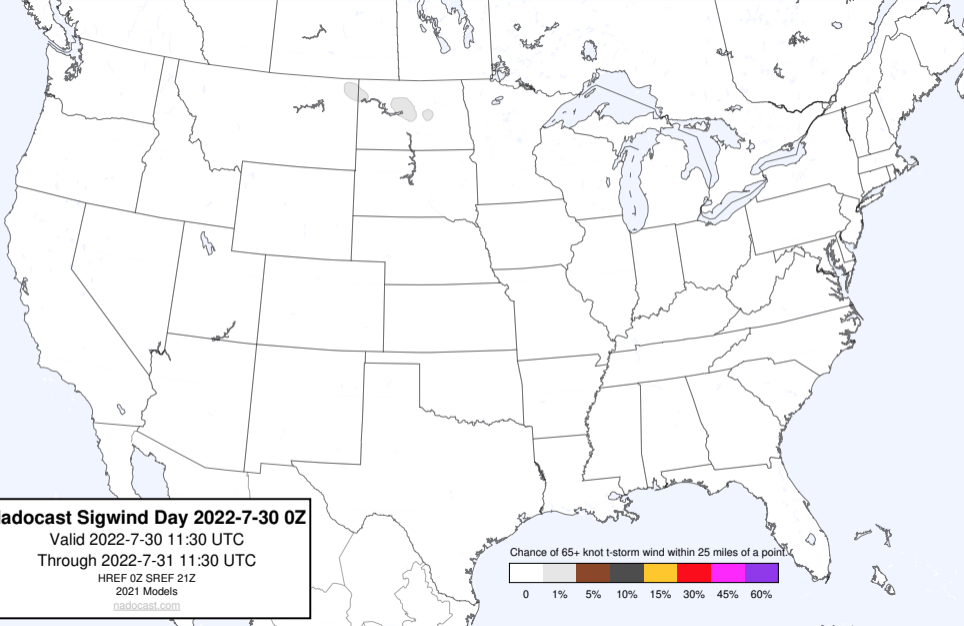 adocast Sigwind Day 2022-7-30 0Z
Valid 2022-7-30 11:30 UTC
Through 2022-7-31 11:30 UTC
HREF 0Z SREF 21Z
2021 Models
nadocast.com
Chance of 65+ knot t-storm wind within 25 miles of a point.
0 1% 5% 10% 15% 30% 45% 60%